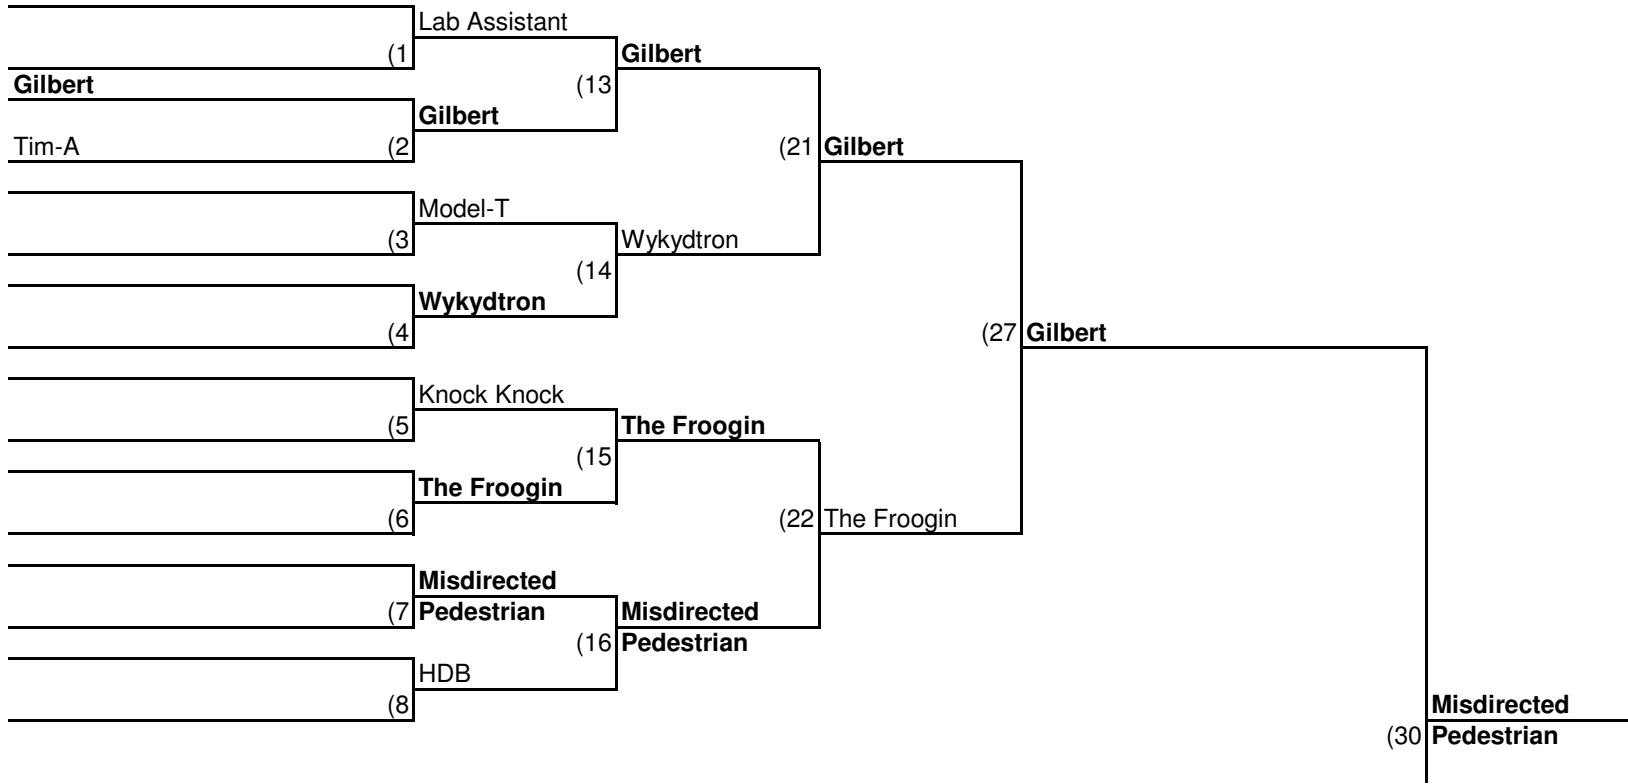 Lab Assistant
(1
Gilbert
Gilbert
(13
Gilbert
Tim-A
(2
(21
Gilbert
Model-T
(3
Wykydtron
(14
Wykydtron
(4
(27
Gilbert
Knock Knock
(5
The Froogin
(15
The Froogin
(6
(22
The Froogin
Misdirected
(7
Pedestrian
Misdirected
(16
Pedestrian
HDB
(8
Misdirected
(30
Pedestrian